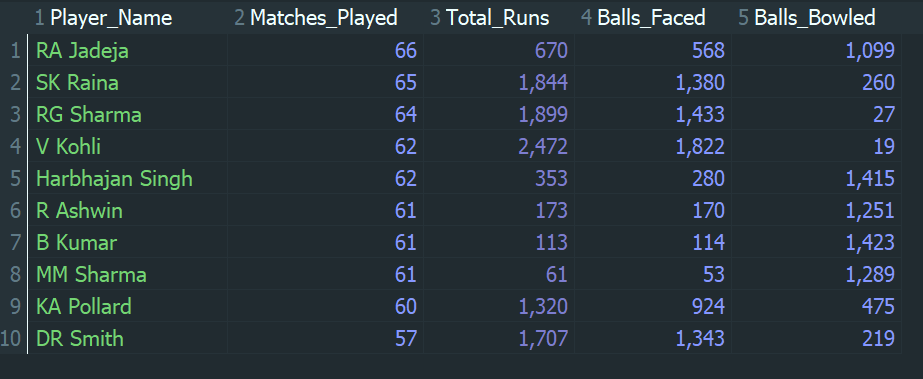 1 Player_Name 2 Matches_Played 3 Total_Runs 4 Balls_Faced 5 Balls_Bowled
1 RA Jadeja 66 670 568 1,099
2 SK Raina 65 1,844 1,380 260
3 RG Sharma 64 1,899 1,433 27
4 V Kohli 62 2,472 1,822 19
5 Harbhajan Singh 62 353 280 1,415
6 R Ashwin 61 173 170 1,251
7 B Kumar 61 113 114 1,423
8 MM Sharma 61 61 53 1,289
9 KA Pollard 60 1,320 924 475
10 DR Smith 57 1,707 1,343 219